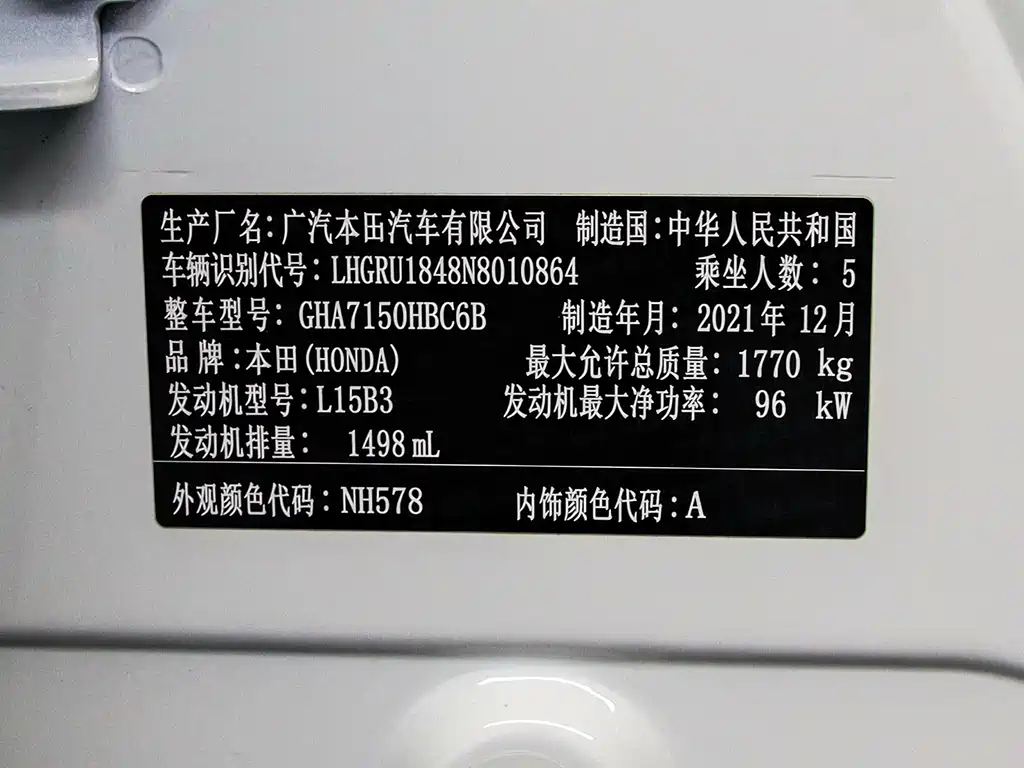 生产厂名：广汽本田汽车有限公司 制造国：中华人民共和国
车辆识别代号：LHGRU1848N8010864 乘坐人数：5
整车型号：GHA7150HBC6B 制造年月：2021年12月
品牌：本田(HONDA) 最大允许总质量：1770 kg
发动机型号：L15B3 发动机最大净功率：96 kW
发动机排量：1498 mL
外观颜色代码：NH578 内饰颜色代码：A